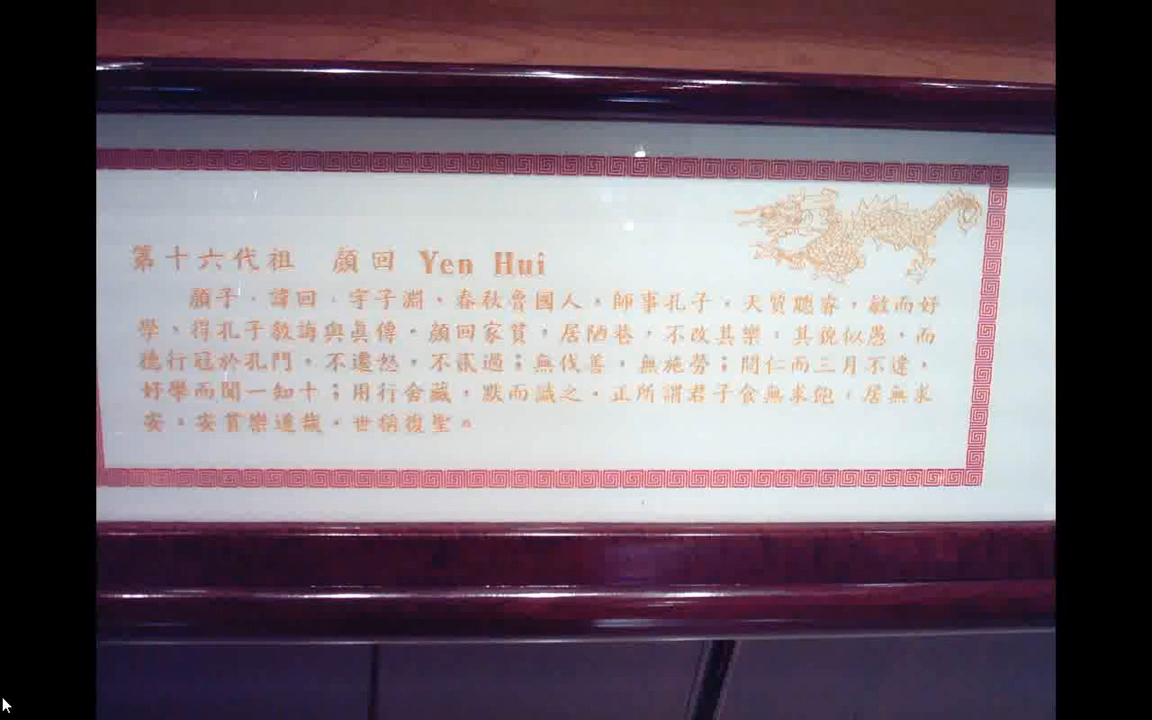 第十六代祖 顏回 Yen Hui
顏子，諱回，字子淵，春秋魯國人。師事孔子。天質聰睿，敏而好
學，得孔子教誨與真傳。顏回家貧，居陋巷，不改其樂，其貌似愚，而
德行冠於孔門。不遷怒，不貳過；無伐善，無施勞；問仁而三月不違，
好學而聞一知十；用行舍藏，默而識之。正所謂君子食無求飽，居無求
安。安貧樂道哉。世稱復聖。